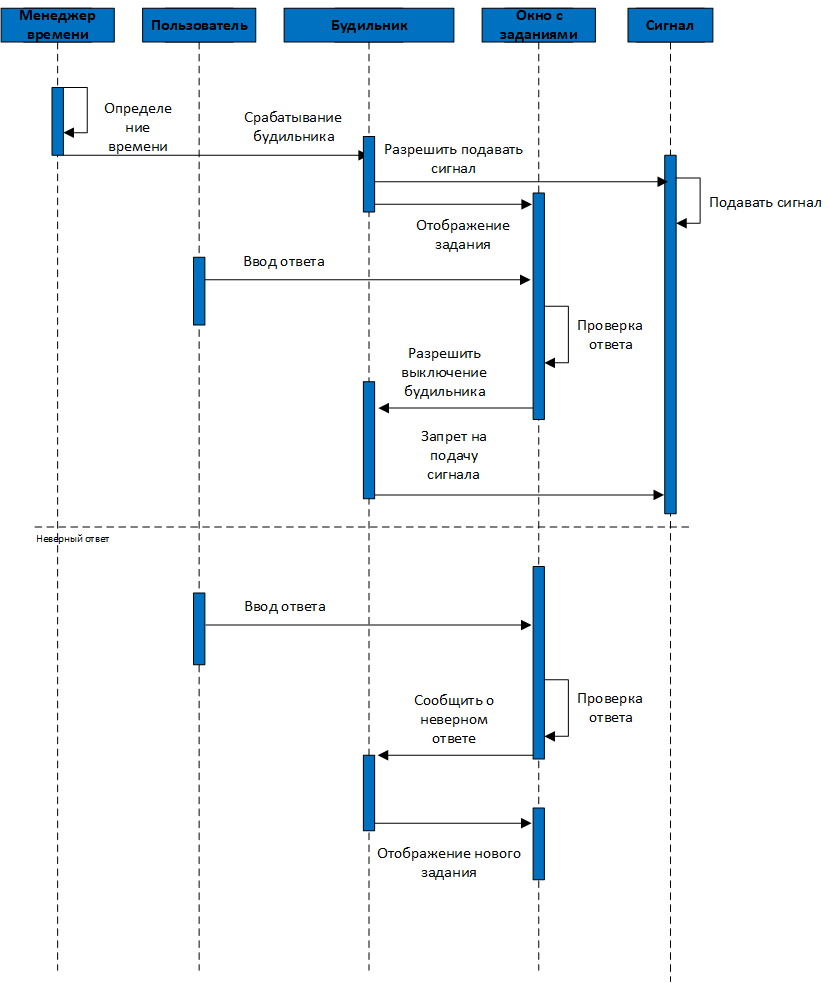 Менеджер
времени
Пользователь
Будильник
Окно с
заданиями
Сигнал
Определе
ние
времени
Срабатывание
будильника
Разрешить подавать
сигнал
Подавать сигнал
Отображение
задания
Ввод ответа
Проверка
ответа
Разрешить
выключение
будильника
Запрет на
подачу
сигнала
Неверный ответ
Ввод ответа
Проверка
ответа
Сообщить о
неверном
ответе
Отображение нового
задания